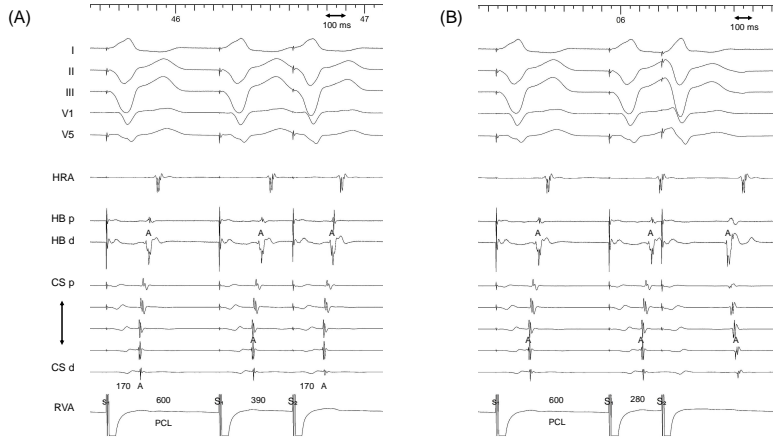 (A)
46
47
100 ms
I
II
III
V1
V5
HRA
HB p
A A A
HB d
CS p
A
CS d
170 A 170 A
RVA
S₁ 600 S₁ 390 S₂
PCL
(B)
06
100 ms
A A A
A A A
S₁ 600 S₁ 280 S₂
PCL